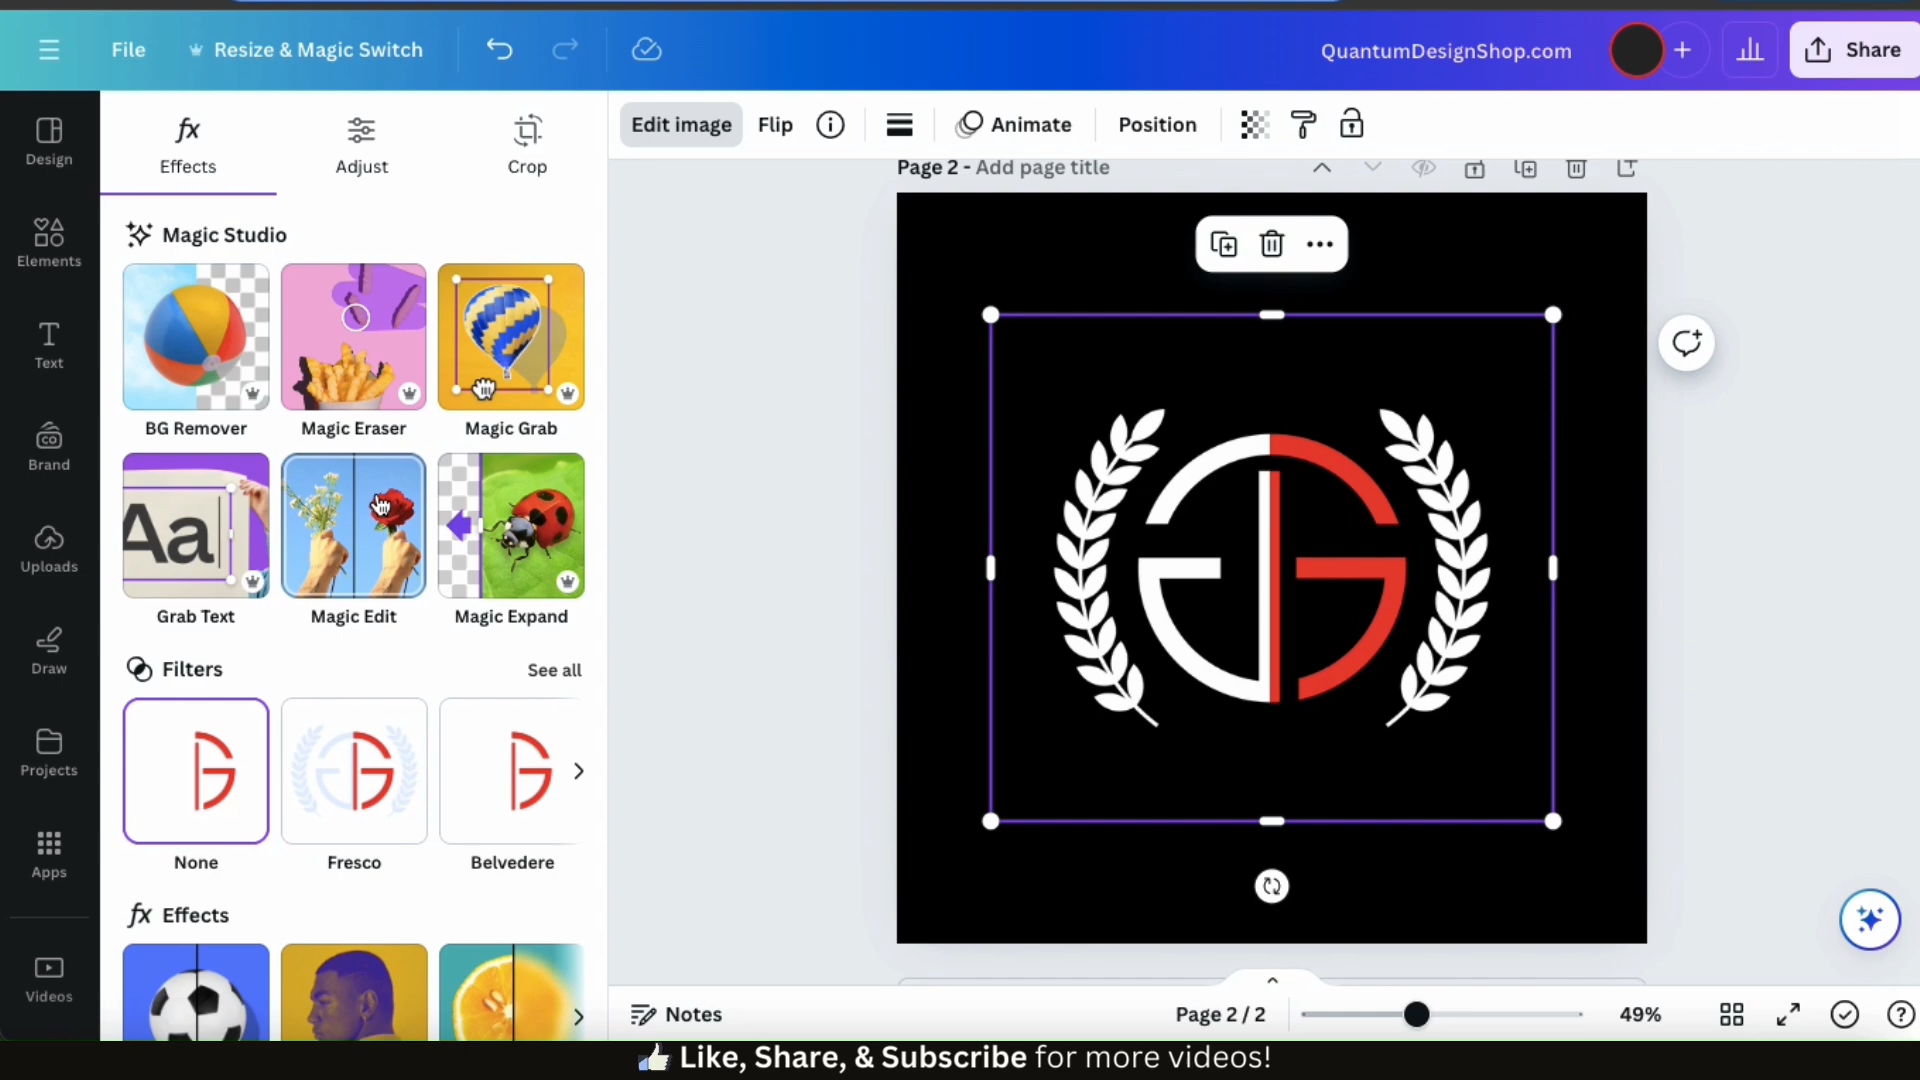 File
Resize & Magic Switch
QuantumDesignShop.com
Share
Design
Elements
Text
Brand
Uploads
Draw
Projects
Apps
Videos
fx
Effects
Adjust
Crop
Magic Studio
BG Remover
Magic Eraser
Magic Grab
Aa
Grab Text
Magic Edit
Magic Expand
Filters
See all
None
Fresco
Belvedere
fx Effects
Edit image
Flip
Animate
Position
Page 2 - Add page title
Notes
Page 2 / 2
49%
Like, Share, & Subscribe for more videos!